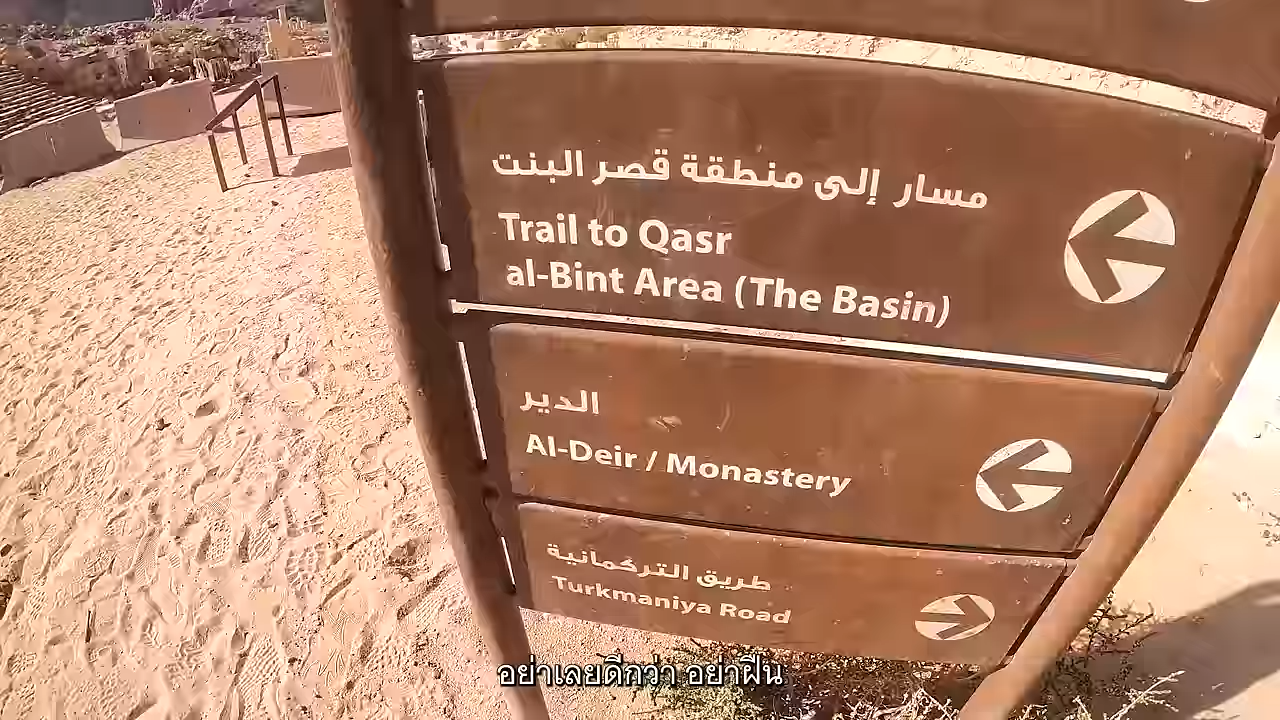 مسار إلى منطقة قصر البنت
Trail to Qasr
al-Bint Area (The Basin)
الدير
Al-Deir / Monastery
طريق التركمانية
Turkmaniya Road
อย่าเลยดีกว่า อย่าฝืน